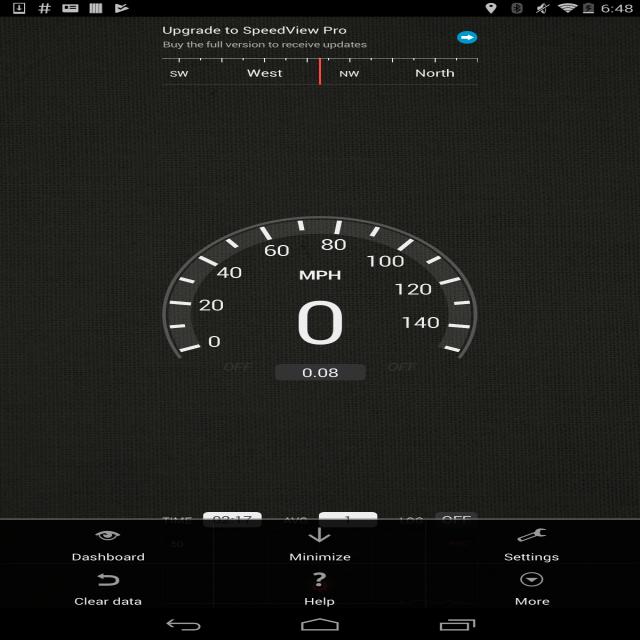 6:48
Upgrade to SpeedView Pro
Buy the full version to receive updates
SW West NW North
60 80
40 100
MPH
120
20
0
140
0
OFF OFF
0.08
TIME 02:17 AVG 1 LOG OFF
50
Dashboard Minimize Settings
Clear data Help More